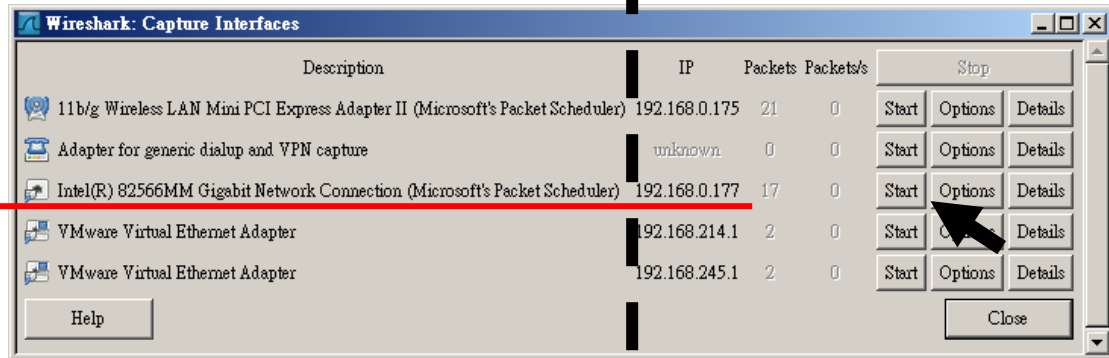 Wireshark: Capture Interfaces
Description IP Packets Packets/s Stop
11b/g Wireless LAN Mini PCI Express Adapter II (Microsoft's Packet Scheduler) 192.168.0.175 21 0 Start Options Details
Adapter for generic dialup and VPN capture unknown 0 0 Start Options Details
Intel(R) 82566MM Gigabit Network Connection (Microsoft's Packet Scheduler) 192.168.0.177 17 0 Start Options Details
VMware Virtual Ethernet Adapter 192.168.214.1 2 0 Start Options Details
VMware Virtual Ethernet Adapter 192.168.245.1 2 0 Start Options Details
Help Close